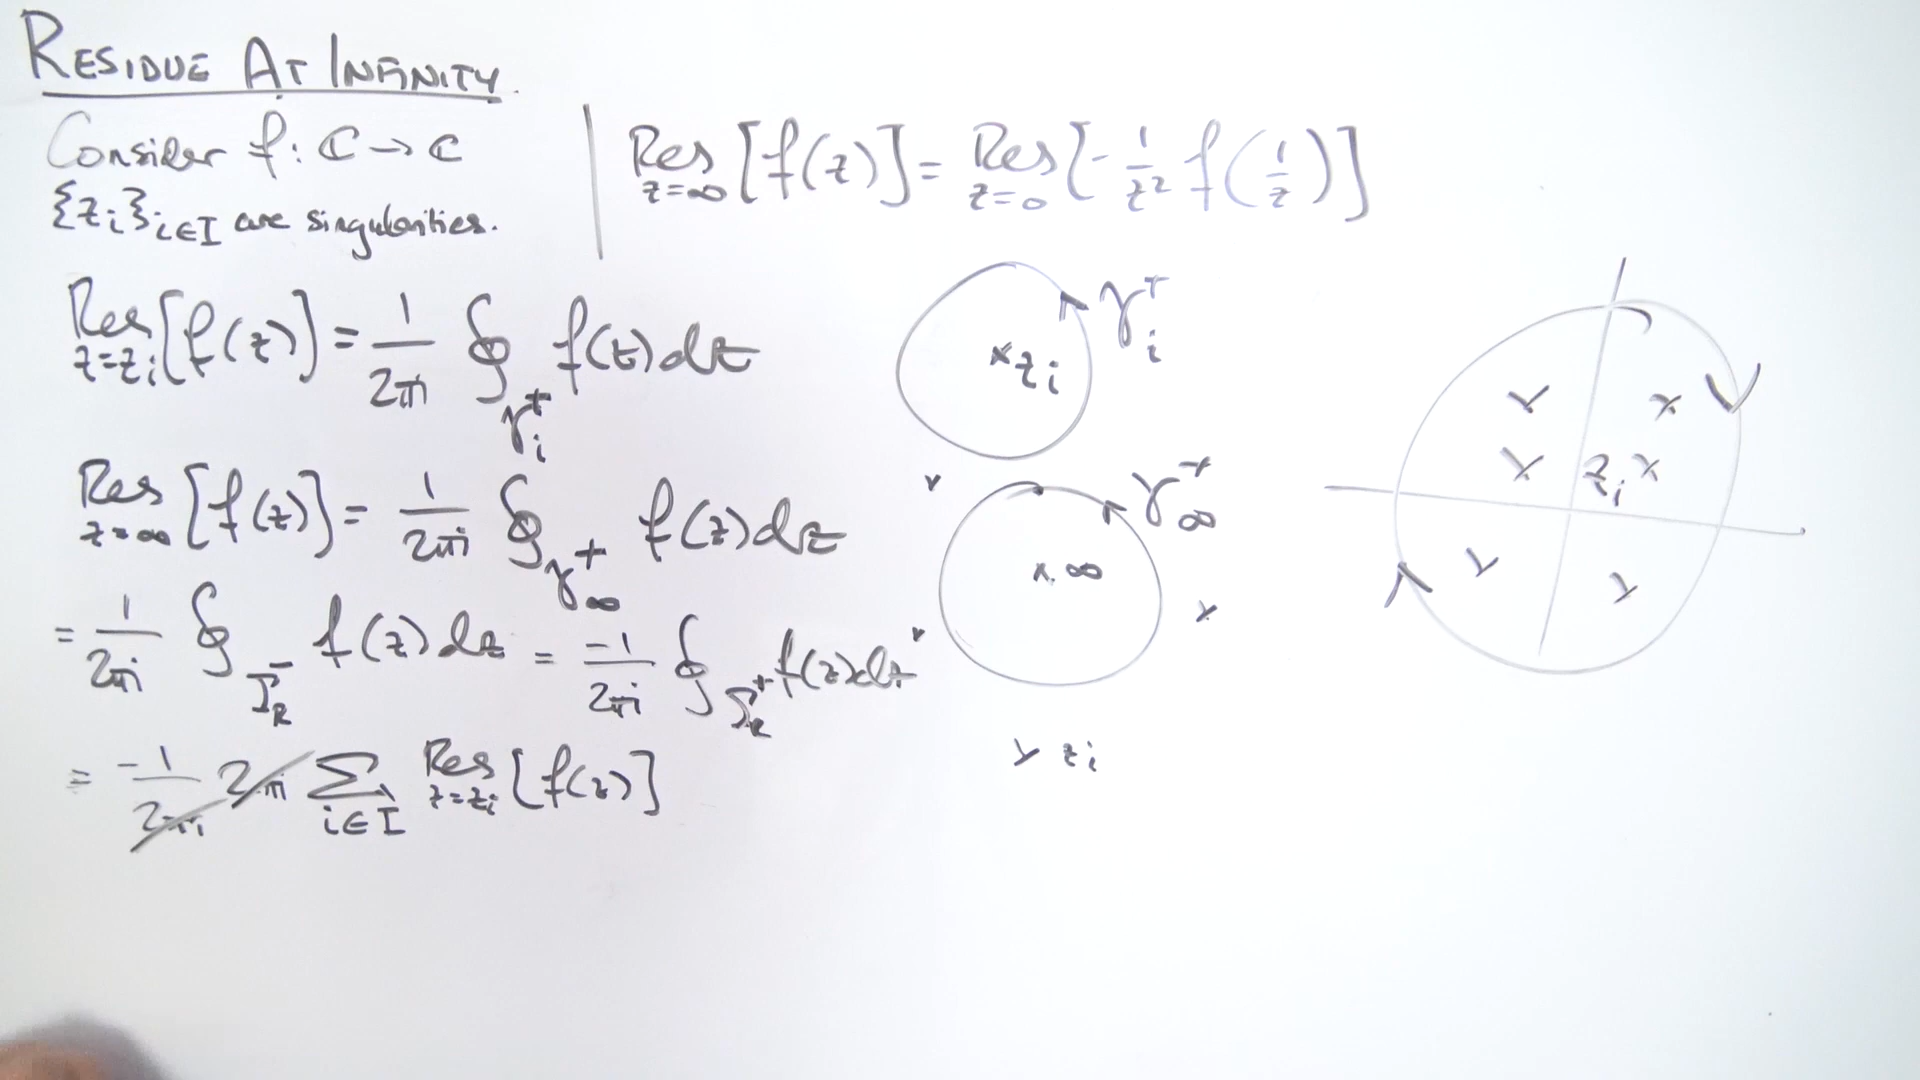 RESIDUE AT INFINITY.
Consider f: ℂ → ℂ
{z_i}_{i∈I} are singularities.
Res_{z=∞} [f(z)] = Res_{z=0} [-1/z² f(1/z)]
Res_{z=z_i} [f(z)] = 1/2πi ∮_{γ_i^+} f(z)dz
x z_i
γ_i^+
Res_{z=∞} [f(z)] = 1/2πi ∮_{γ_∞^+} f(z)dz
x ∞
γ_∞^+
= 1/2πi ∮_{Γ_R^-} f(z)dz = -1/2πi ∮_{Γ_R^+} f(z)dz
= -1/2πi 2πi ∑_{i∈I} Res_{z=z_i} [f(z)]
x z_i
z_i x